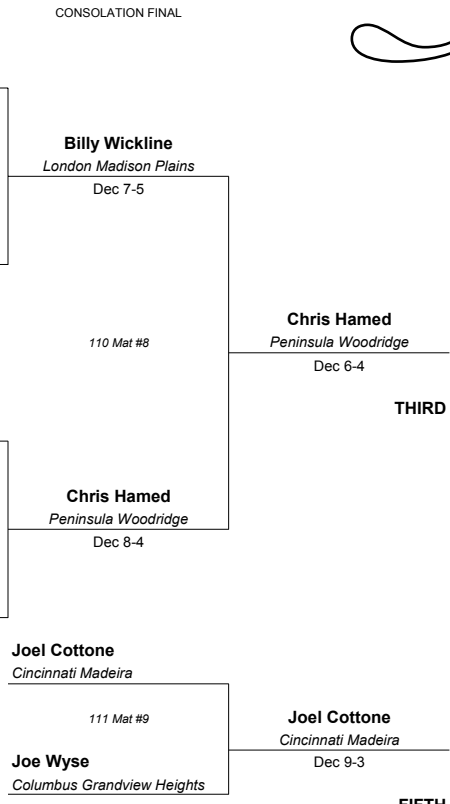 CONSOLATION FINAL
Billy Wickline
London Madison Plains
Dec 7-5
110 Mat #8
Chris Hamed
Peninsula Woodridge
Dec 6-4
THIRD
Chris Hamed
Peninsula Woodridge
Dec 8-4
Joel Cottone
Cincinnati Madeira
111 Mat #9
Joel Cottone
Cincinnati Madeira
Dec 9-3
Joe Wyse
Columbus Grandview Heights
FIFTH